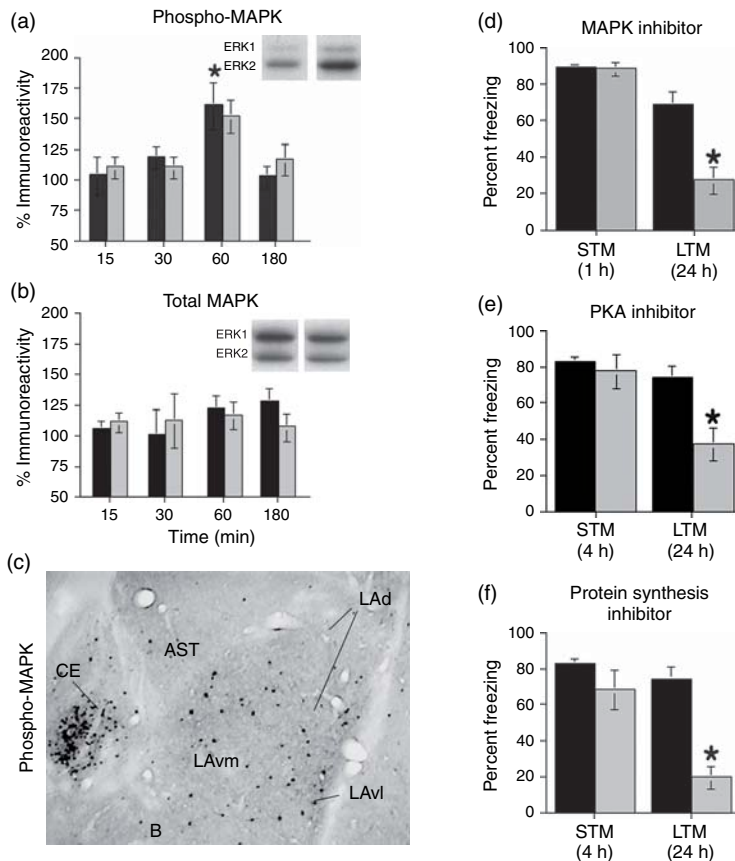 (a)
Phospho-MAPK
ERK1
ERK2
% Immunoreactivity
200
175
150
125
100
75
50
*
15 30 60 180
(b)
Total MAPK
ERK1
ERK2
% Immunoreactivity
200
175
150
125
100
75
50
15 30 60 180
Time (min)
(c)
Phospho-MAPK
LAd
AST
CE
LAvm
LAvl
B
(d)
MAPK inhibitor
Percent freezing
100
80
60
40
20
0
*
STM LTM
(1 h) (24 h)
(e)
PKA inhibitor
Percent freezing
100
80
60
40
20
0
*
STM LTM
(4 h) (24 h)
(f)
Protein synthesis
inhibitor
Percent freezing
100
80
60
40
20
0
*
STM LTM
(4 h) (24 h)